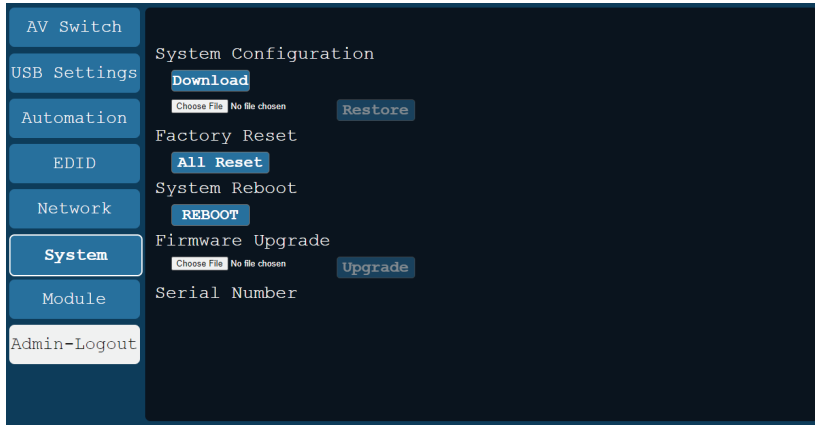 AV Switch
USB Settings
Automation
EDID
Network
System
Module
Admin-Logout
System Configuration
Download
Choose File No file chosen Restore
Factory Reset
All Reset
System Reboot
REBOOT
Firmware Upgrade
Choose File No file chosen Upgrade
Serial Number